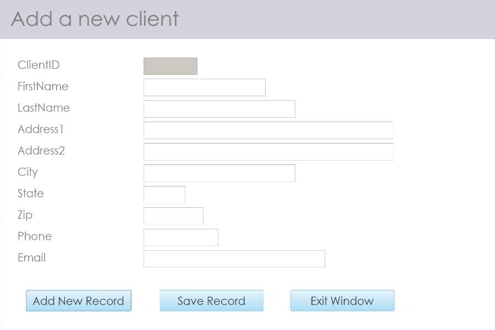 Add a new client
ClientID
FirstName
LastName
Address1
Address2
City
State
Zip
Phone
Email
Add New Record Save Record Exit Window